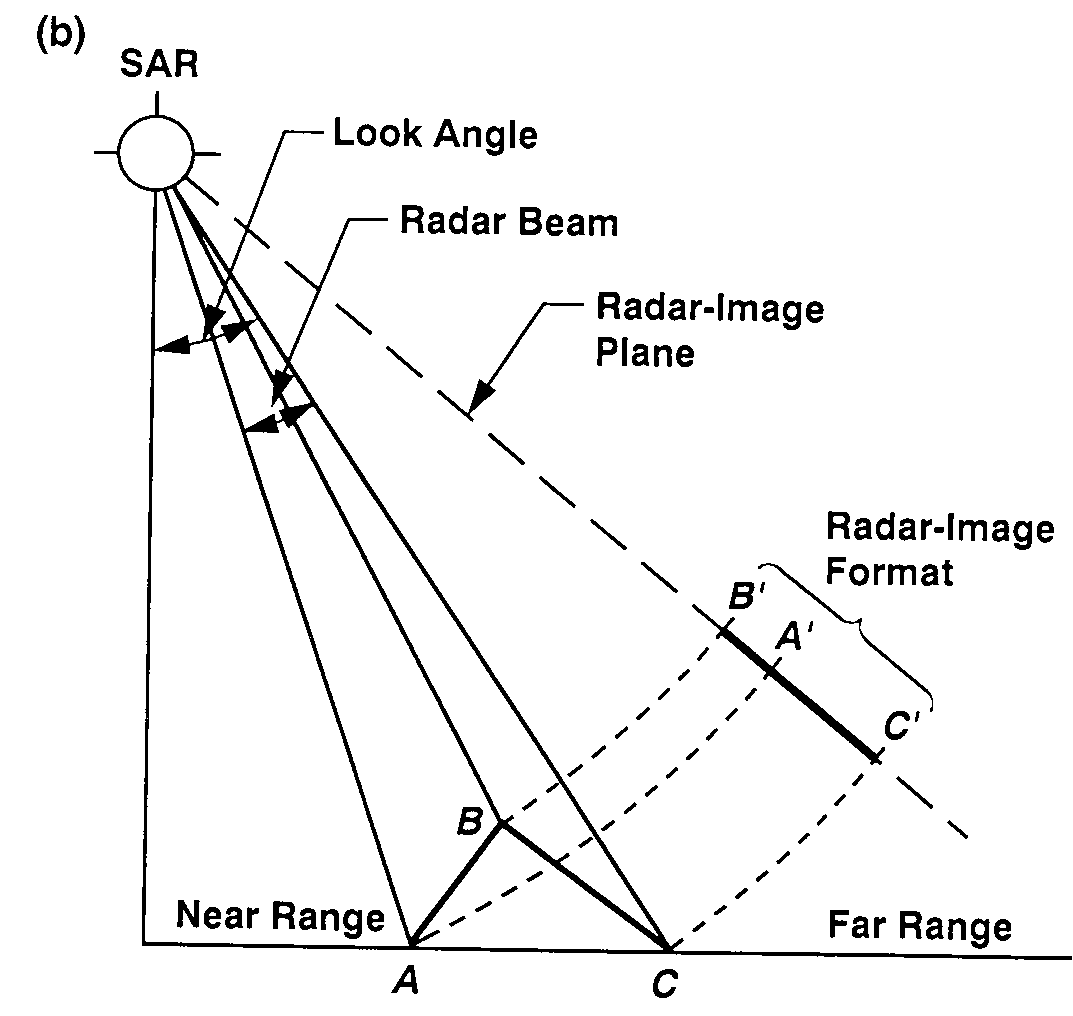 (b)
SAR
Look Angle
Radar Beam
Radar-Image
Plane
Radar-Image
Format
B'
A'
C'
B
Near Range
Far Range
A
C